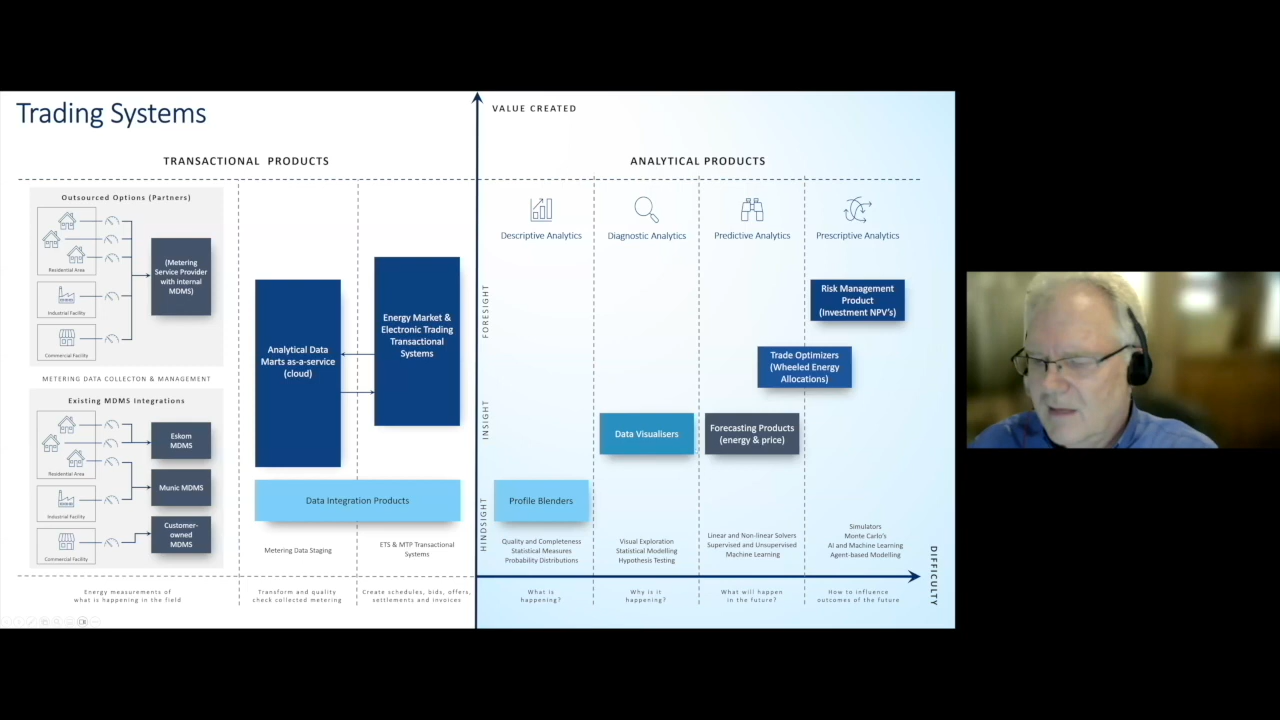 Trading Systems
VALUE CREATED
TRANSACTIONAL PRODUCTS
ANALYTICAL PRODUCTS
Outsourced Options (Partners)
Residential Area
Industrial Facility
Commercial Facility
(Metering
Service Provider
with internal
MDMS)
METERING DATA COLLECTON & MANAGEMENT
Existing MDMS Integrations
Residential Area
Industrial Facility
Commercial Facility
Eskom
MDMS
Munic MDMS
Customer-
owned
MDMS
Energy measurements of
what is happening in the field
Analytical Data
Marts as-a-service
(cloud)
Energy Market &
Electronic Trading
Transactional
Systems
Data Integration Products
Metering Data Staging
ETS & MTP Transactional
Systems
Transform and quality
check collected metering
Create schedules, bids, offers,
settlements and invoices
FORESIGHT
INSIGHT
HINDSIGHT
Descriptive Analytics
Diagnostic Analytics
Predictive Analytics
Prescriptive Analytics
Risk Management
Product
(Investment NPV's)
Trade Optimizers
(Wheeled Energy
Allocations)
Data Visualisers
Forecasting Products
(energy & price)
Profile Blenders
Quality and Completeness
Statistical Measures
Probability Distributions
Visual Exploration
Statistical Modelling
Hypothesis Testing
Linear and Non-linear Solvers
Supervised and Unsupervised
Machine Learning
Simulators
Monte Carlo's
AI and Machine Learning
Agent-based Modelling
DIFFICULTY
What is
happening?
Why is it
happening?
What will happen
in the future?
How to influence
outcomes of the future